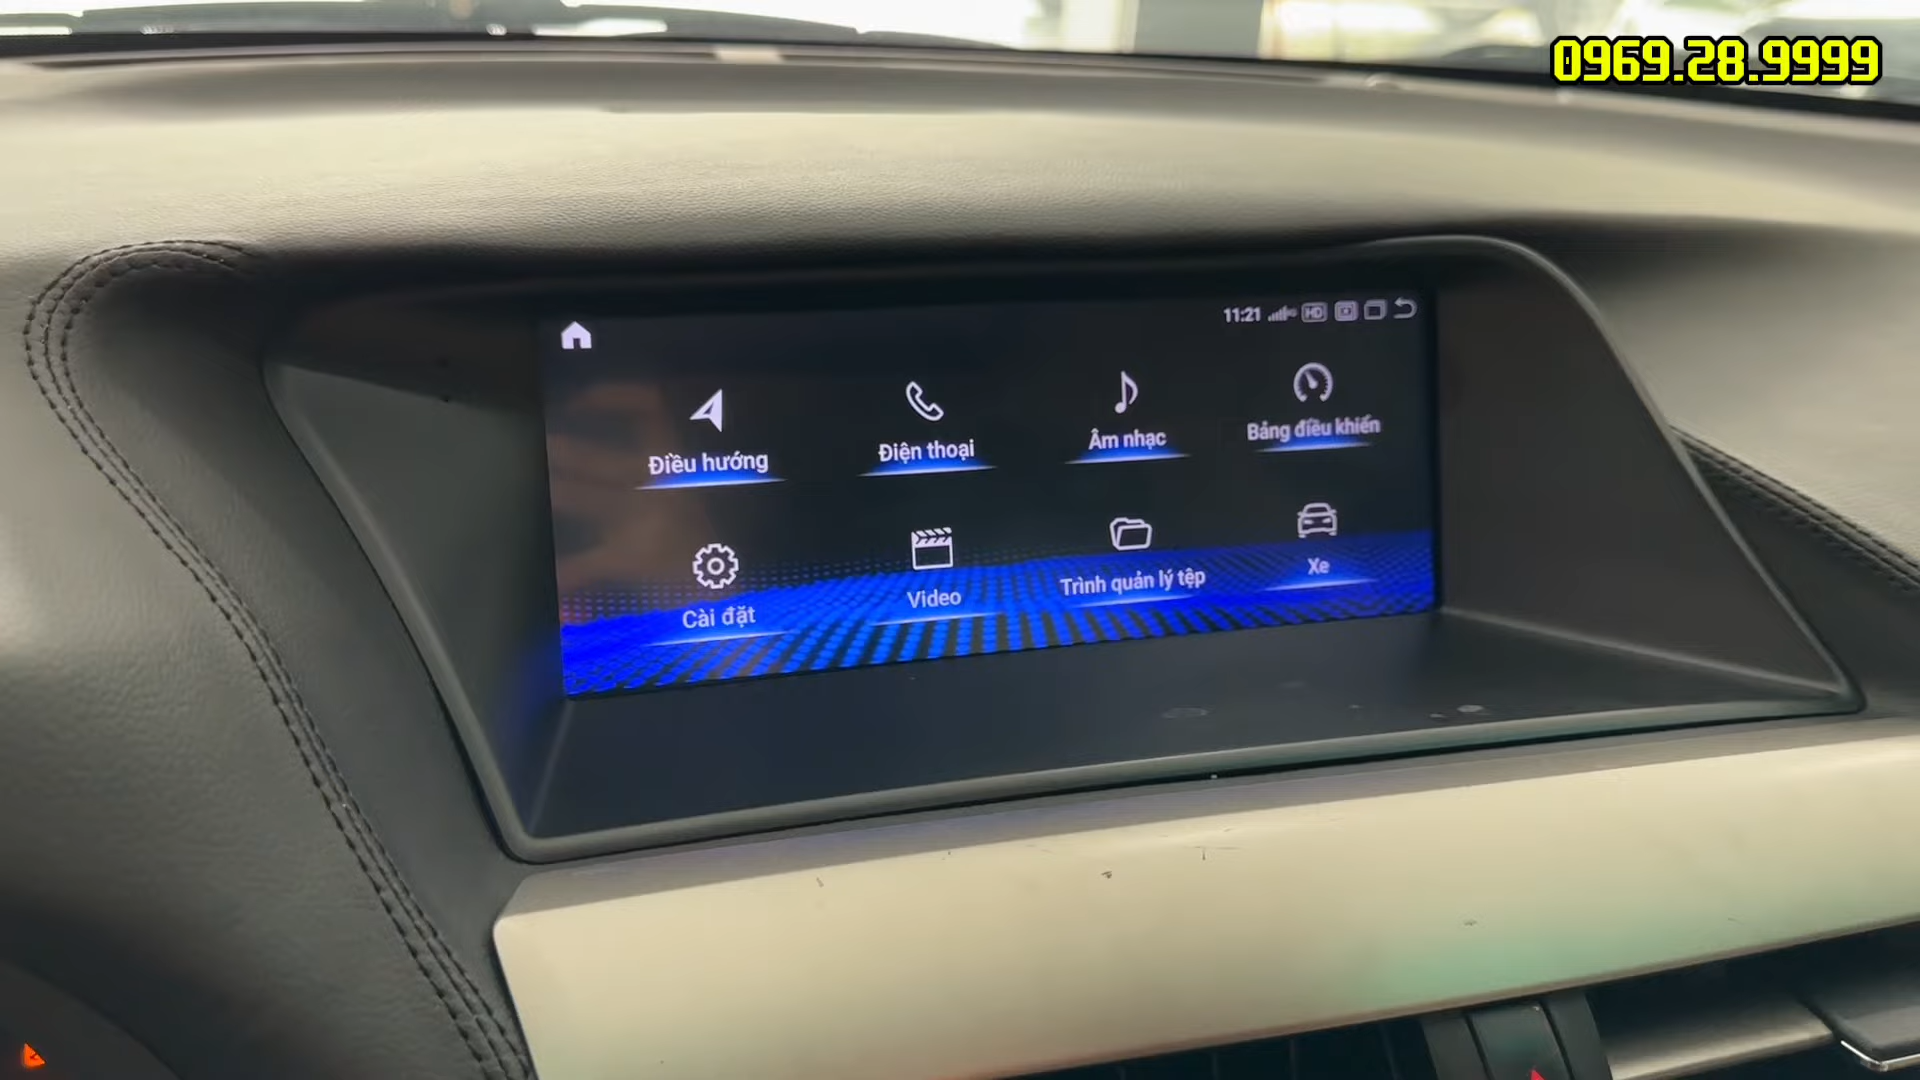 0969.28.9999
11:21
HD
Điều hướng
Điện thoại
Âm nhạc
Bảng điều khiển
Cài đặt
Video
Trình quản lý tệp
Xe